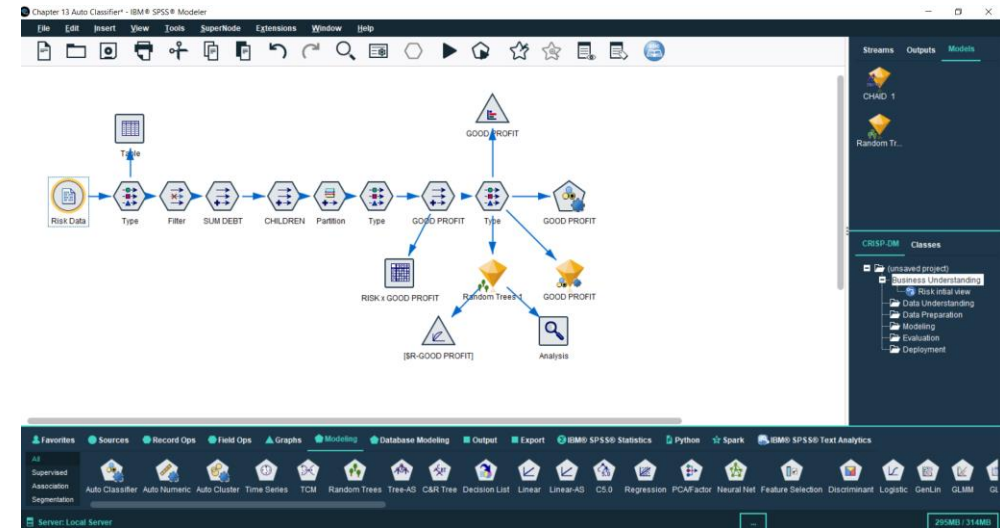 Chapter 13 Auto Classifier* - IBM® SPSS® Modeler
File Edit Insert View Tools SuperNode Extensions Window Help
Streams Outputs Models
CHAID 1
Random Tr...
GOOD PROFIT
Table
Risk Data Type Filter SUM DEBT CHILDREN Partition Type GOOD PROFIT Type GOOD PROFIT
RISK x GOOD PROFIT Random Trees 1 GOOD PROFIT
[$R-GOOD PROFIT] Analysis
CRISP-DM Classes
(unsaved project)
Business Understanding
Risk intial view
Data Understanding
Data Preparation
Modeling
Evaluation
Deployment
Favorites Sources Record Ops Field Ops Graphs Modeling Database Modeling Output Export IBM® SPSS® Statistics Python Spark IBM® SPSS® Text Analytics
All
Supervised
Association
Segmentation
Auto Classifier Auto Numeric Auto Cluster Time Series TCM Random Trees Tree-AS C&R Tree Decision List Linear Linear-AS C5.0 Regression PCA/Factor Neural Net Feature Selection Discriminant Logistic GenLin GLMM
Server: Local Server
...
295MB / 314MB